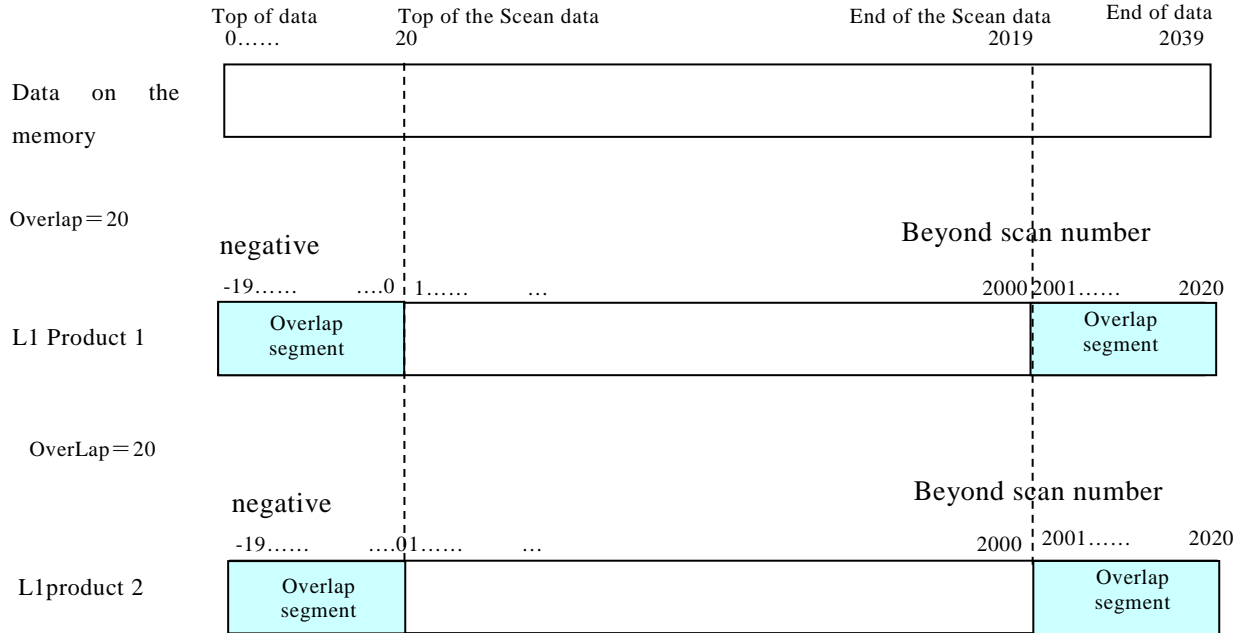 Top of data Top of the Scean data End of the Scean data End of data
0…… 20 2019 2039
Data on the
memory
Overlap＝20
negative Beyond scan number
-19…… ….0 1…… … 2000 2001…… 2020
L1 Product 1 Overlap
segment Overlap
segment
OverLap＝20
negative Beyond scan number
-19…… ….01…… … 2000 2001…… 2020
L1product 2 Overlap
segment Overlap
segment